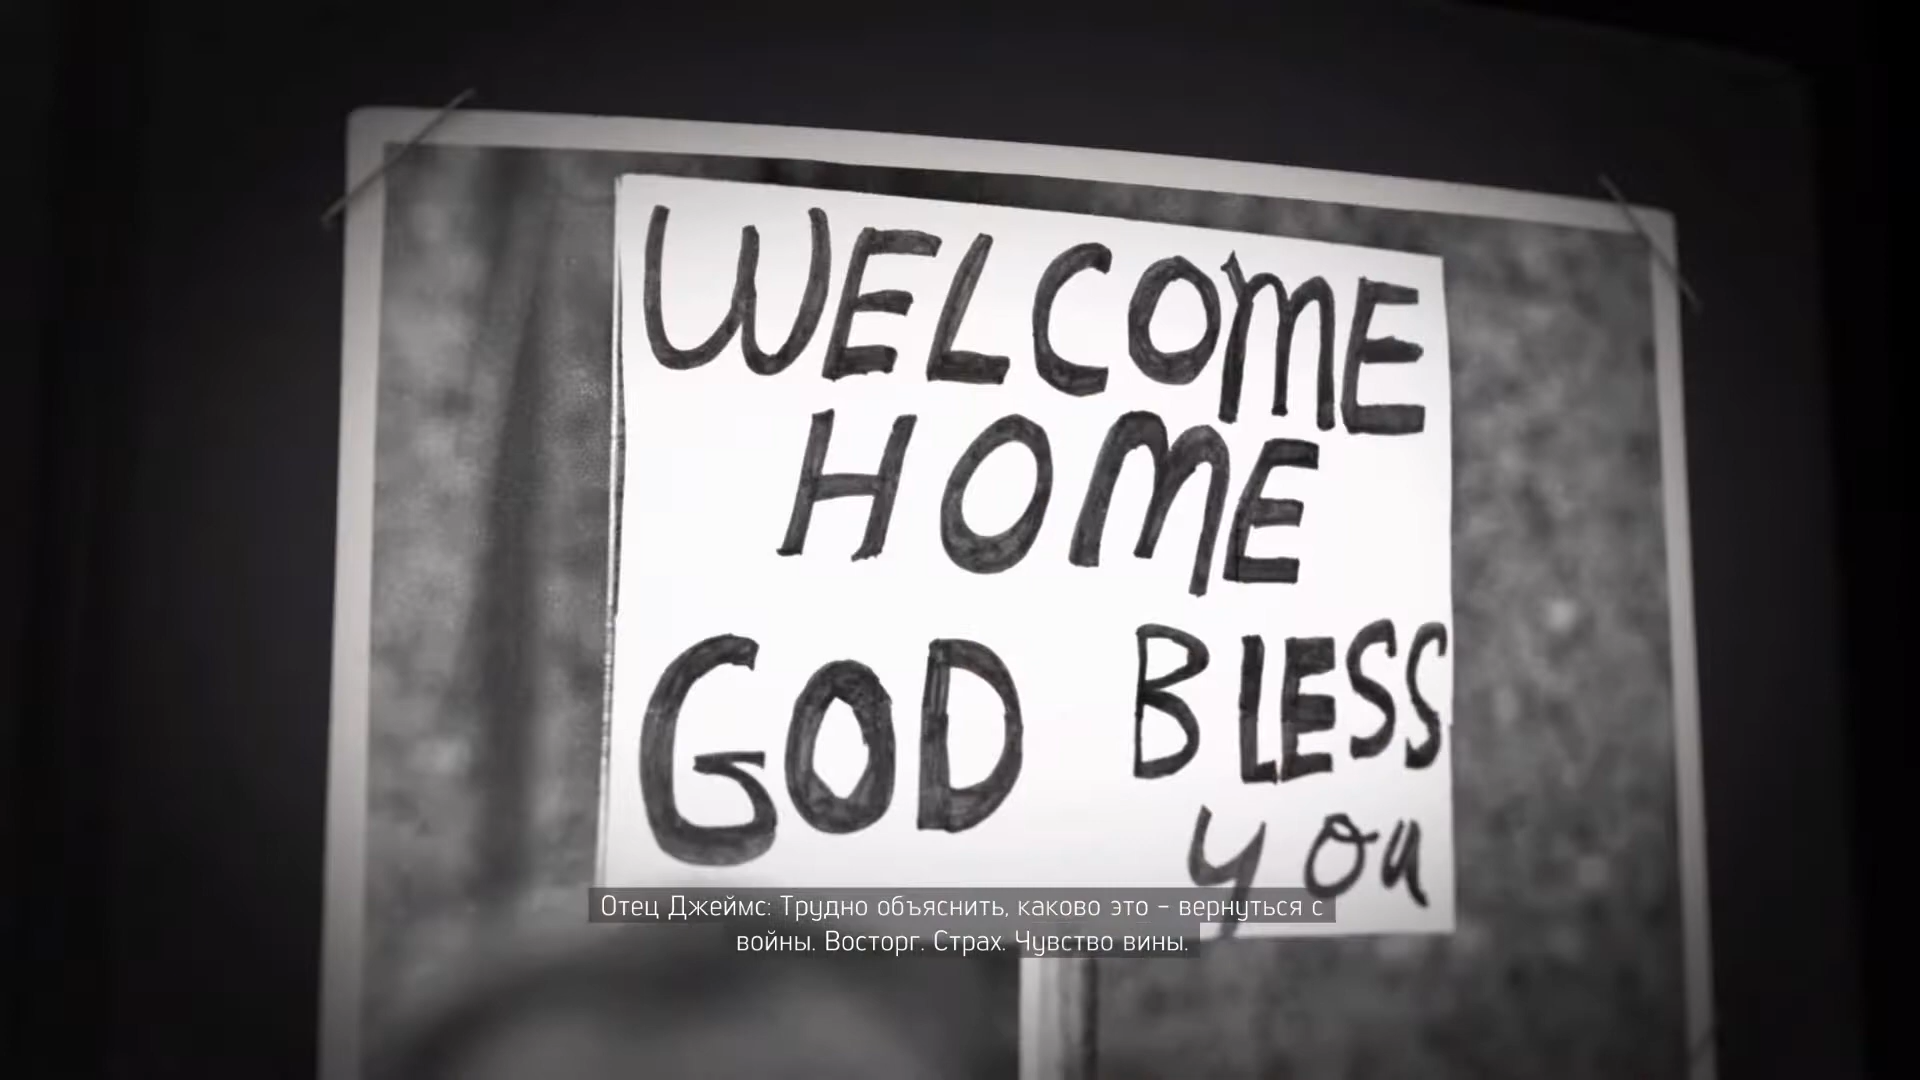 WELCOME
HOME
GOD BLESS
you
Отец Джеймс: Трудно объяснить, каково это - вернуться с
войны. Восторг. Страх. Чувство вины.